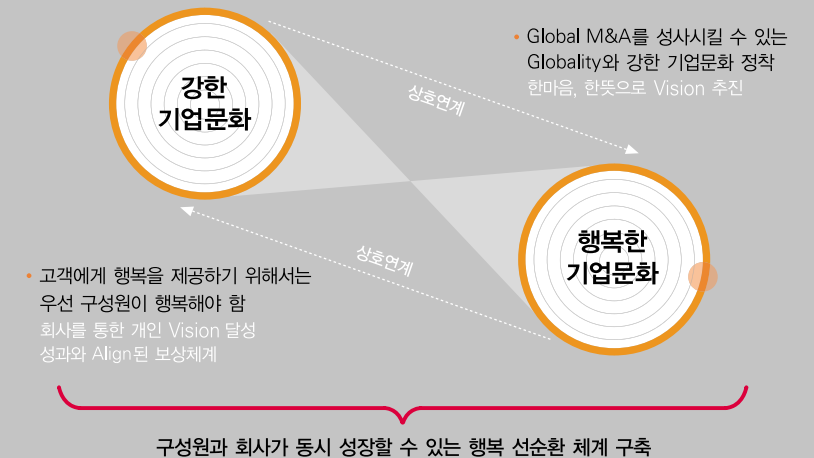 강한
기업문화
• Global M&A를 성사시킬 수 있는
Globality와 강한 기업문화 정착
한마음, 한뜻으로 Vision 추진
상호연계
상호연계
행복한
기업문화
• 고객에게 행복을 제공하기 위해서는
우선 구성원이 행복해야 함
회사를 통한 개인 Vision 달성
성과와 Align된 보상체계
구성원과 회사가 동시 성장할 수 있는 행복 선순환 체계 구축